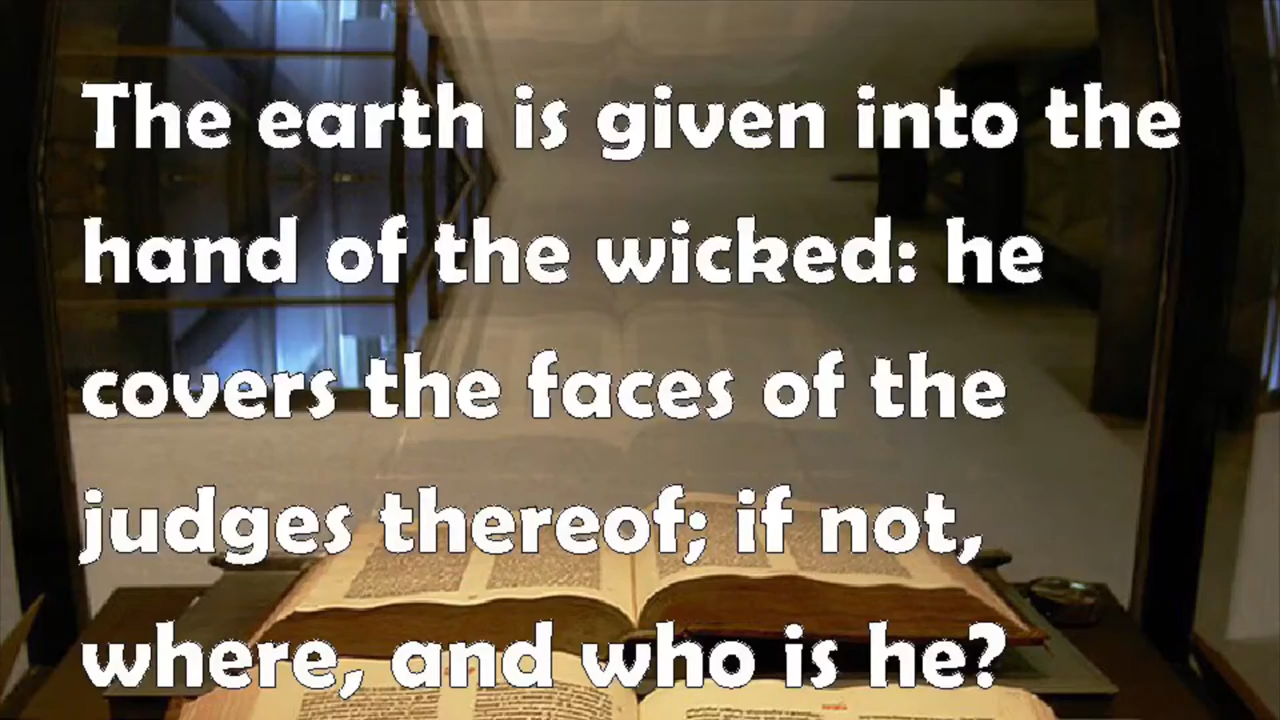 The earth is given into the
hand of the wicked: he
covers the faces of the
judges thereof; if not,
where, and who is he?